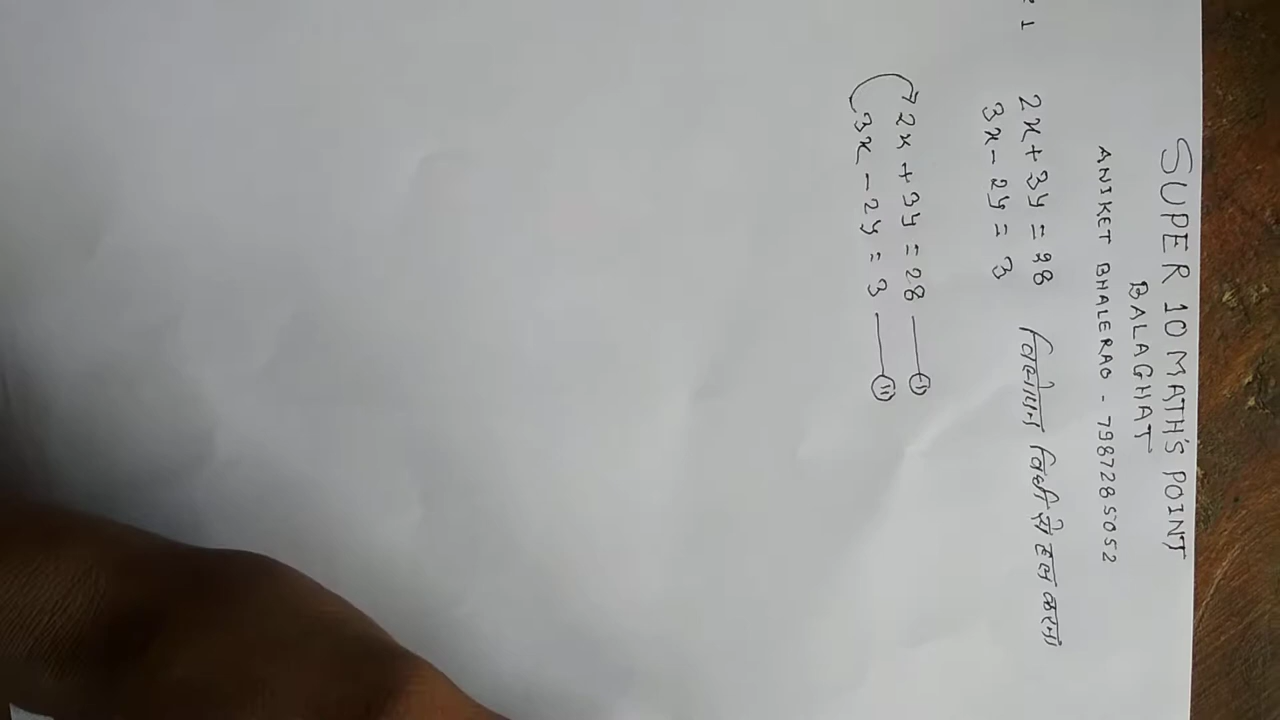 SUPER 10 MATH'S POINT
BALAGHAT
ANIKET BHALERAO - 7987285052
1 2x+3y = 28 विलोपन विधी से हल करना
3x - 2y = 3
2x + 3y = 28 —— (i)
3x - 2y = 3 —— (ii)